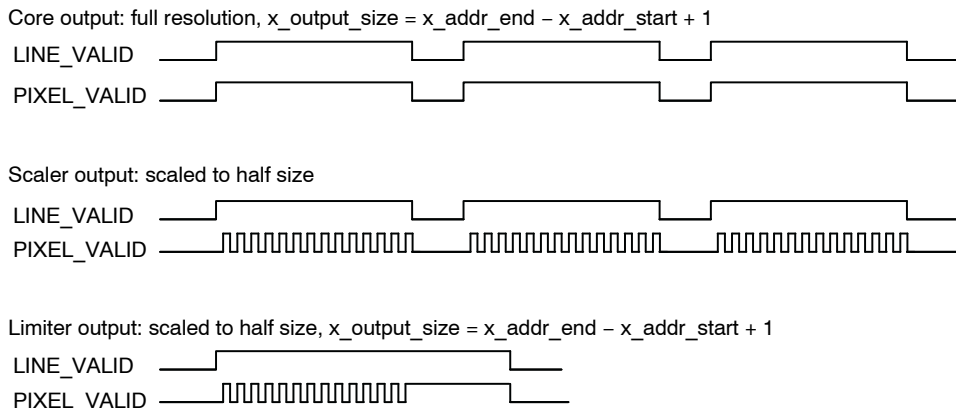 Core output: full resolution, x_output_size = x_addr_end − x_addr_start + 1
LINE_VALID
PIXEL_VALID
Scaler output: scaled to half size
LINE_VALID
PIXEL_VALID
Limiter output: scaled to half size, x_output_size = x_addr_end − x_addr_start + 1
LINE_VALID
PIXEL_VALID